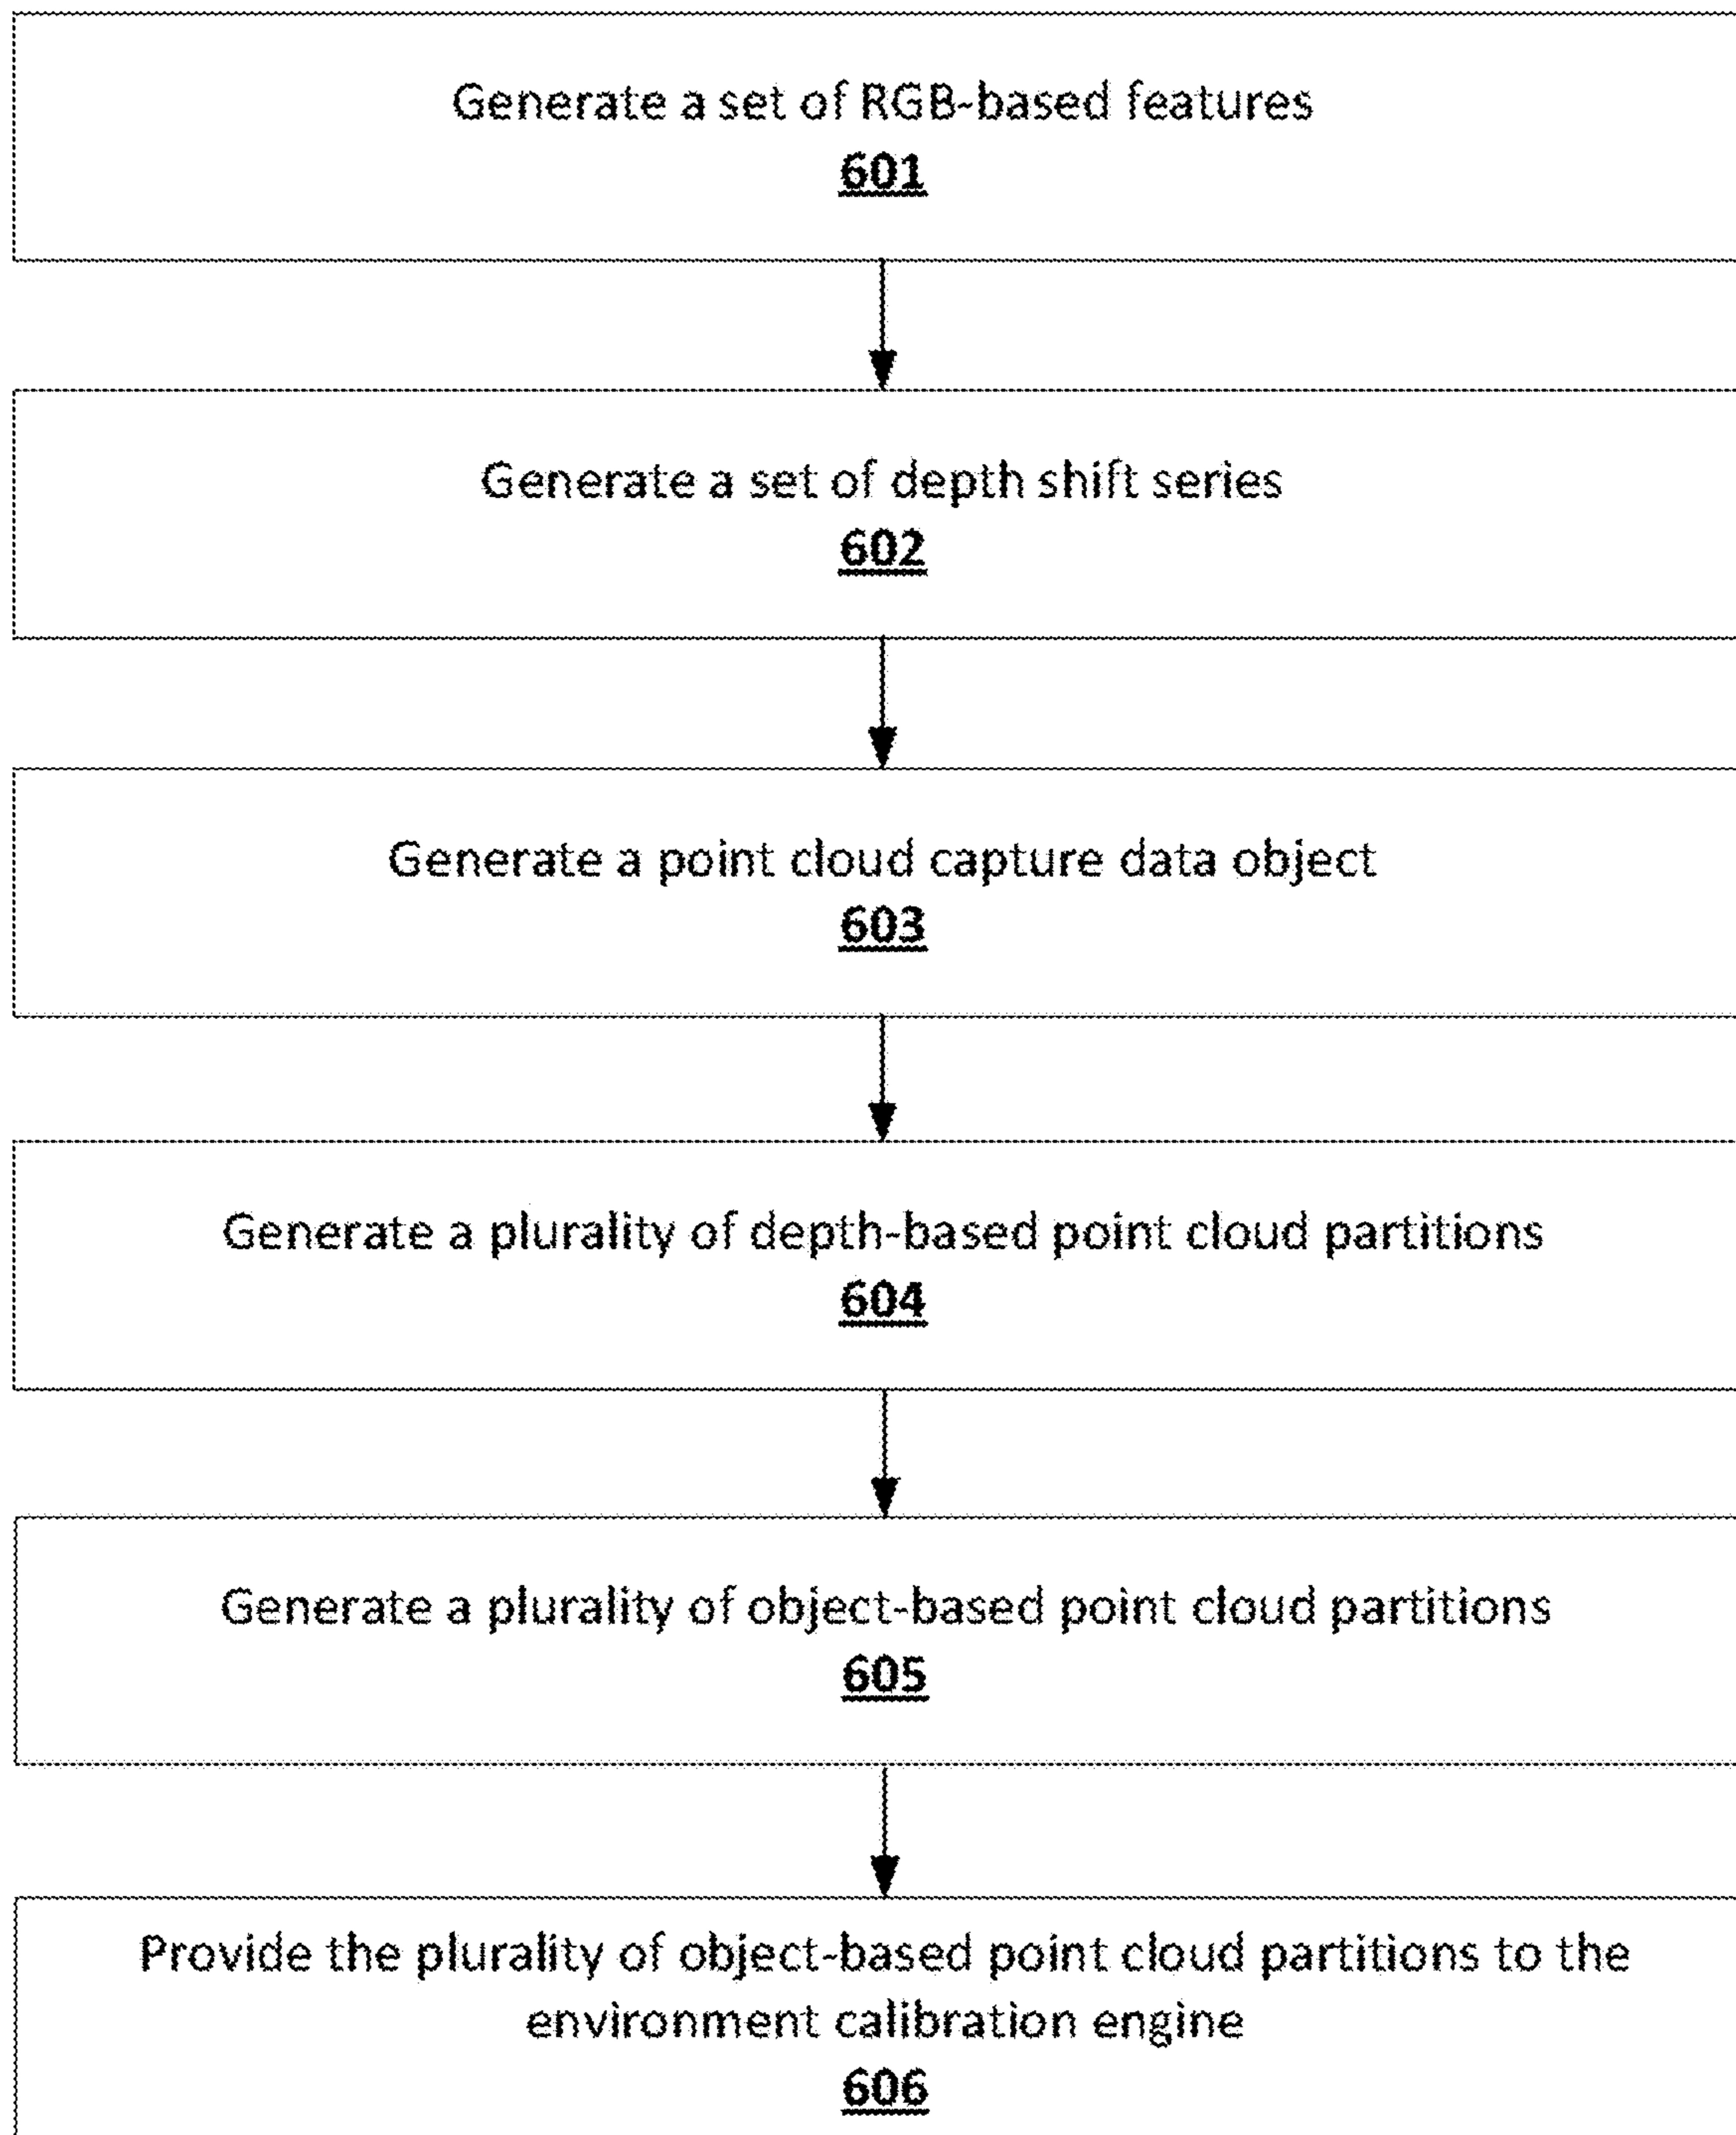 Generate a set of RGB-based features
601
Generate a set of depth shift series
602
Generate a point cloud capture data object
603
Generate a plurality of depth-based point cloud partitions
604
Generate a plurality of object-based point cloud partitions
605
Provide the plurality of object-based point cloud partitions to the
environment calibration engine
606